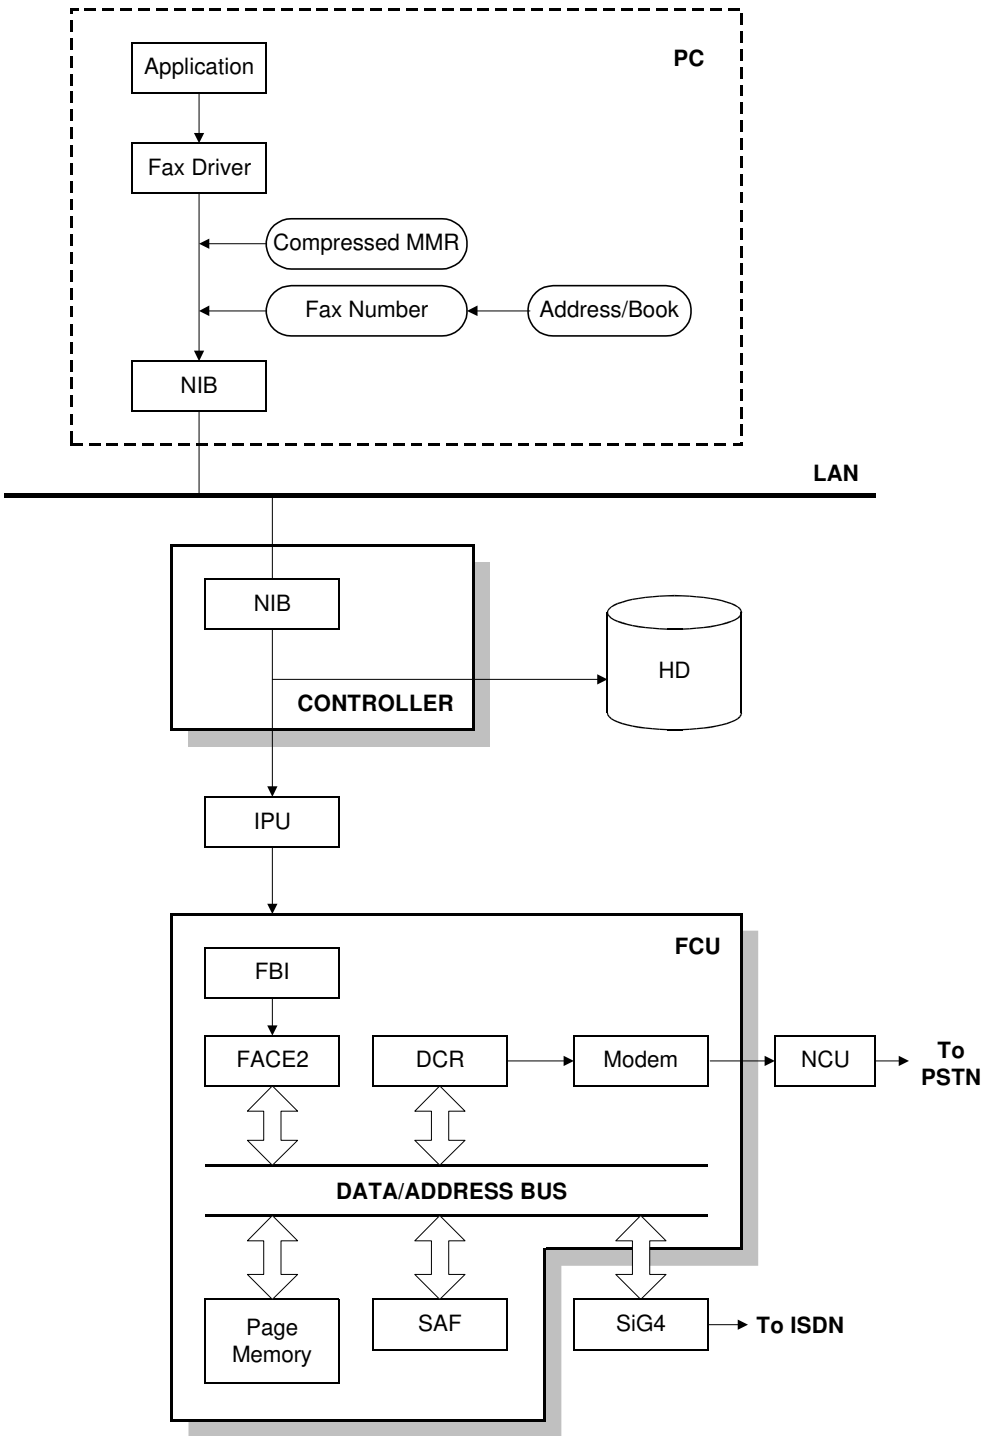 PC
Application
Fax Driver
Compressed MMR
Fax Number
Address/Book
NIB
LAN
NIB
HD
CONTROLLER
IPU
FCU
FBI
FACE2
DCR
Modem
NCU
To
PSTN
DATA/ADDRESS BUS
Page
Memory
SAF
SiG4
To ISDN